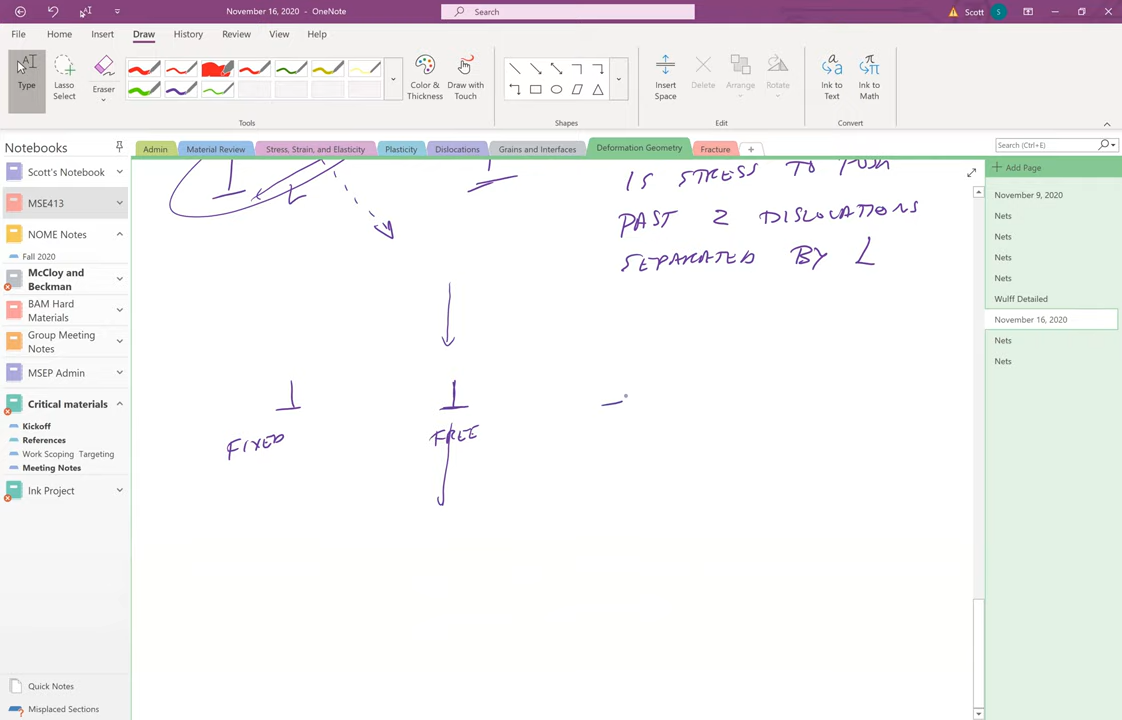 November 16, 2020 - OneNote
Search
Scott
S
File
Home
Insert
Draw
History
Review
View
Help
Type
Lasso
Select
Eraser
Color &
Thickness
Draw with
Touch
Insert
Space
Delete
Arrange
Rotate
Ink to
Text
Ink to
Math
Tools
Shapes
Edit
Convert
Notebooks
Admin
Material Review
Stress, Strain, and Elasticity
Plasticity
Dislocations
Grains and Interfaces
Deformation Geometry
Fracture
Search (Ctrl+E)
Scott's Notebook
MSE413
NOME Notes
Fall 2020
McCloy and
Beckman
BAM Hard
Materials
Group Meeting
Notes
MSEP Admin
Critical materials
Kickoff
References
Work Scoping Targeting
Meeting Notes
Ink Project
Quick Notes
Misplaced Sections
L
IS STRESS TO PUSH
PAST 2 DISLOCATIONS
SEPARATED BY L
FIXED
FREE
Add Page
November 9, 2020
Nets
Nets
Nets
Nets
Wulff Detailed
November 16, 2020
Nets
Nets